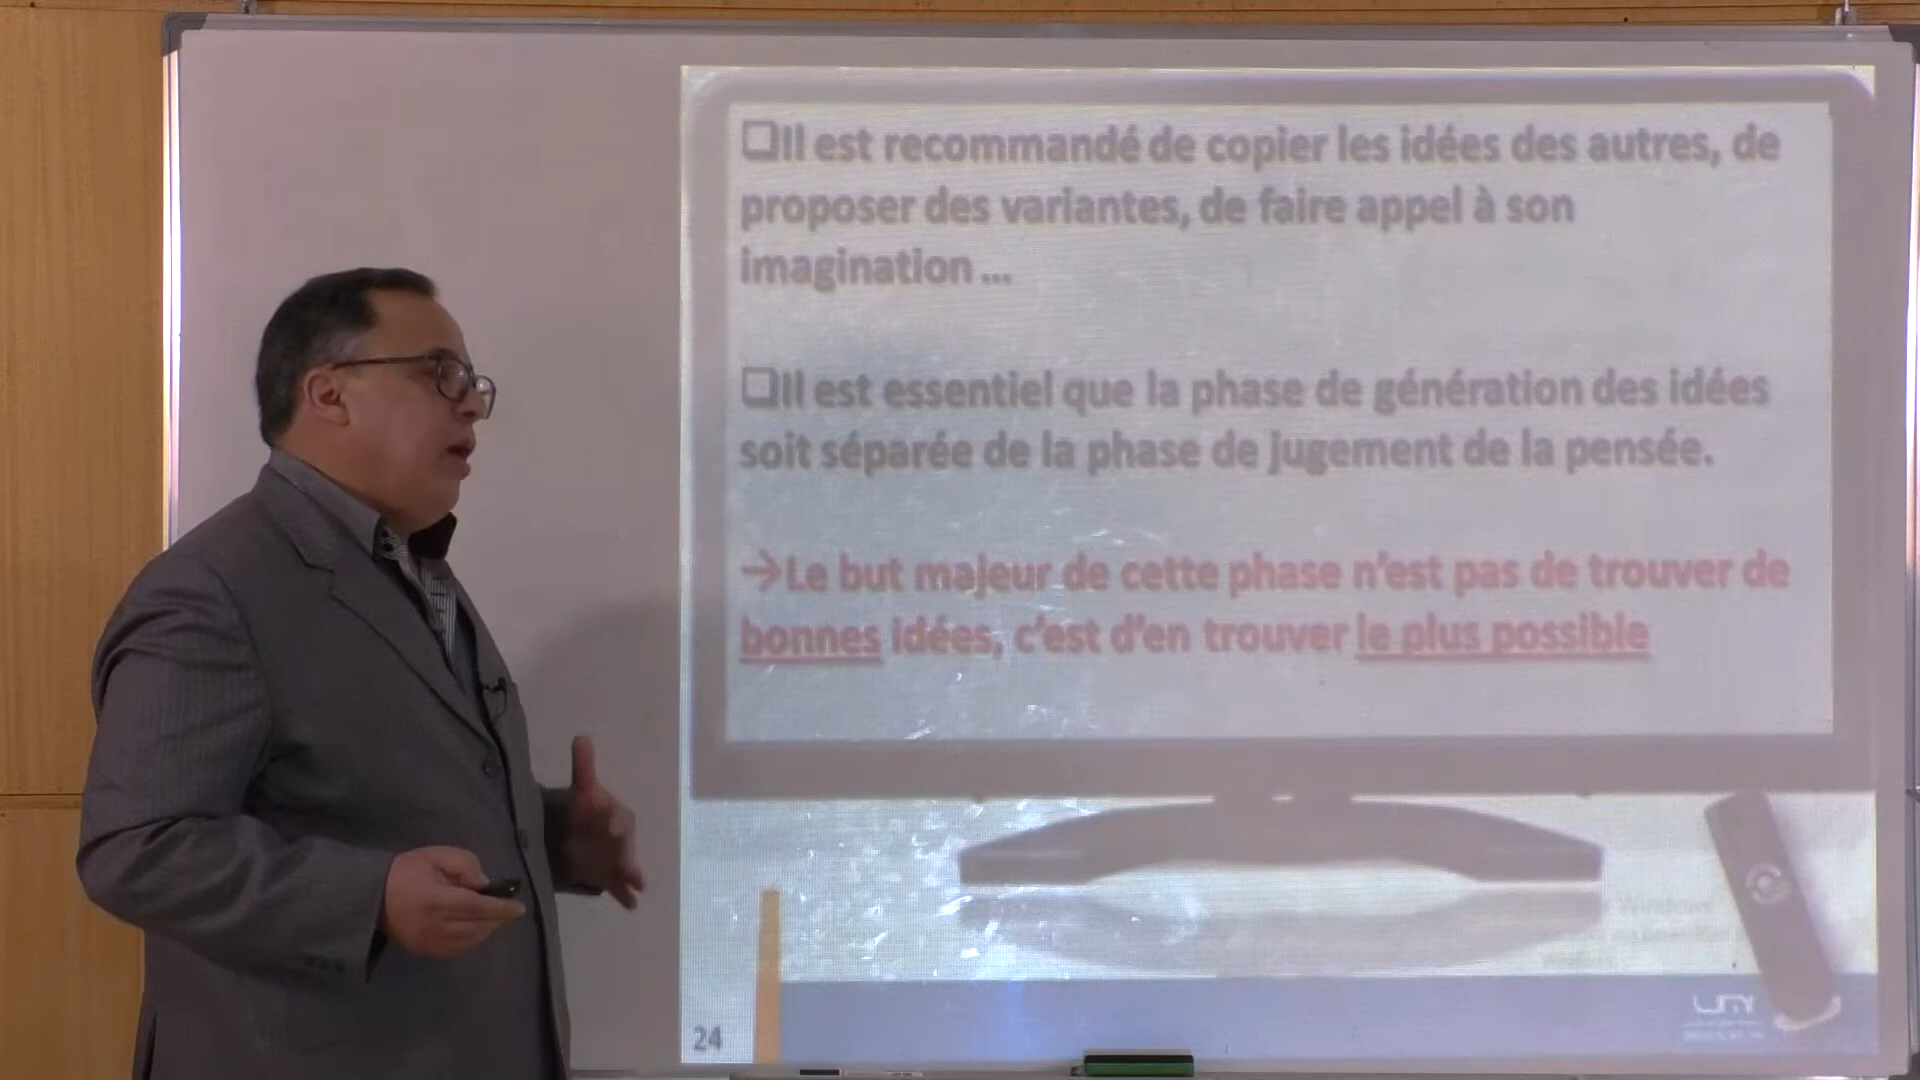 ❑Il est recommandé de copier les idées des autres, de
proposer des variantes, de faire appel à son
imagination ...
❑Il est essentiel que la phase de génération des idées
soit séparée de la phase de jugement de la pensée.
→Le but majeur de cette phase n'est pas de trouver de
bonnes idées, c'est d'en trouver le plus possible
24